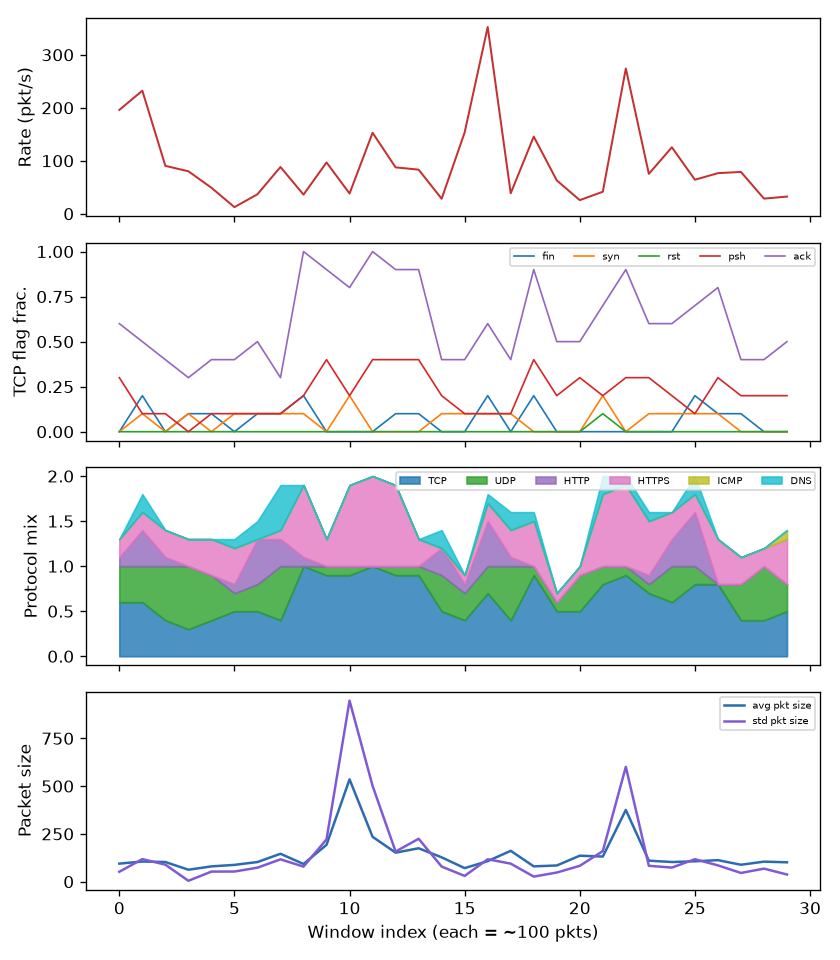 300
200
100
0
Rate (pkt/s)
1.00
0.75
0.50
0.25
0.00
TCP flag frac.
fin syn rst psh ack
2.0
1.5
1.0
0.5
0.0
Protocol mix
TCP UDP HTTP HTTPS ICMP DNS
750
500
250
0
Packet size
avg pkt size
std pkt size
0 5 10 15 20 25 30
Window index (each = ~100 pkts)